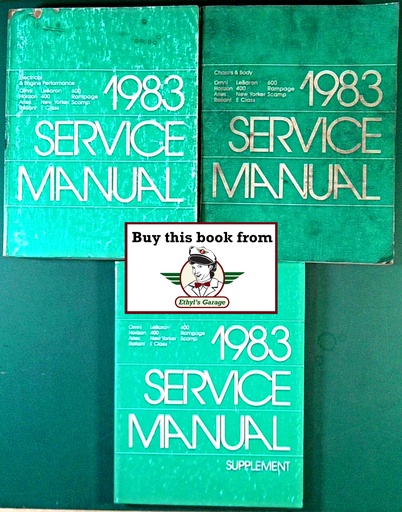 Electrical
& Engine Performance
Omni LeBaron 600
Horizon 400 Rampage
Aries New Yorker Scamp
Reliant E Class
1983
SERVICE
MANUAL
Chassis & Body
Omni LeBaron 600
Horizon 400 Rampage
Aries New Yorker Scamp
Reliant E Class
1983
SERVICE
MANUAL
Buy this book from
Ethyl's Garage
Omni LeBaron 600
Horizon 400 Rampage
Aries New Yorker Scamp
Reliant E Class
1983
SERVICE
MANUAL
SUPPLEMENT